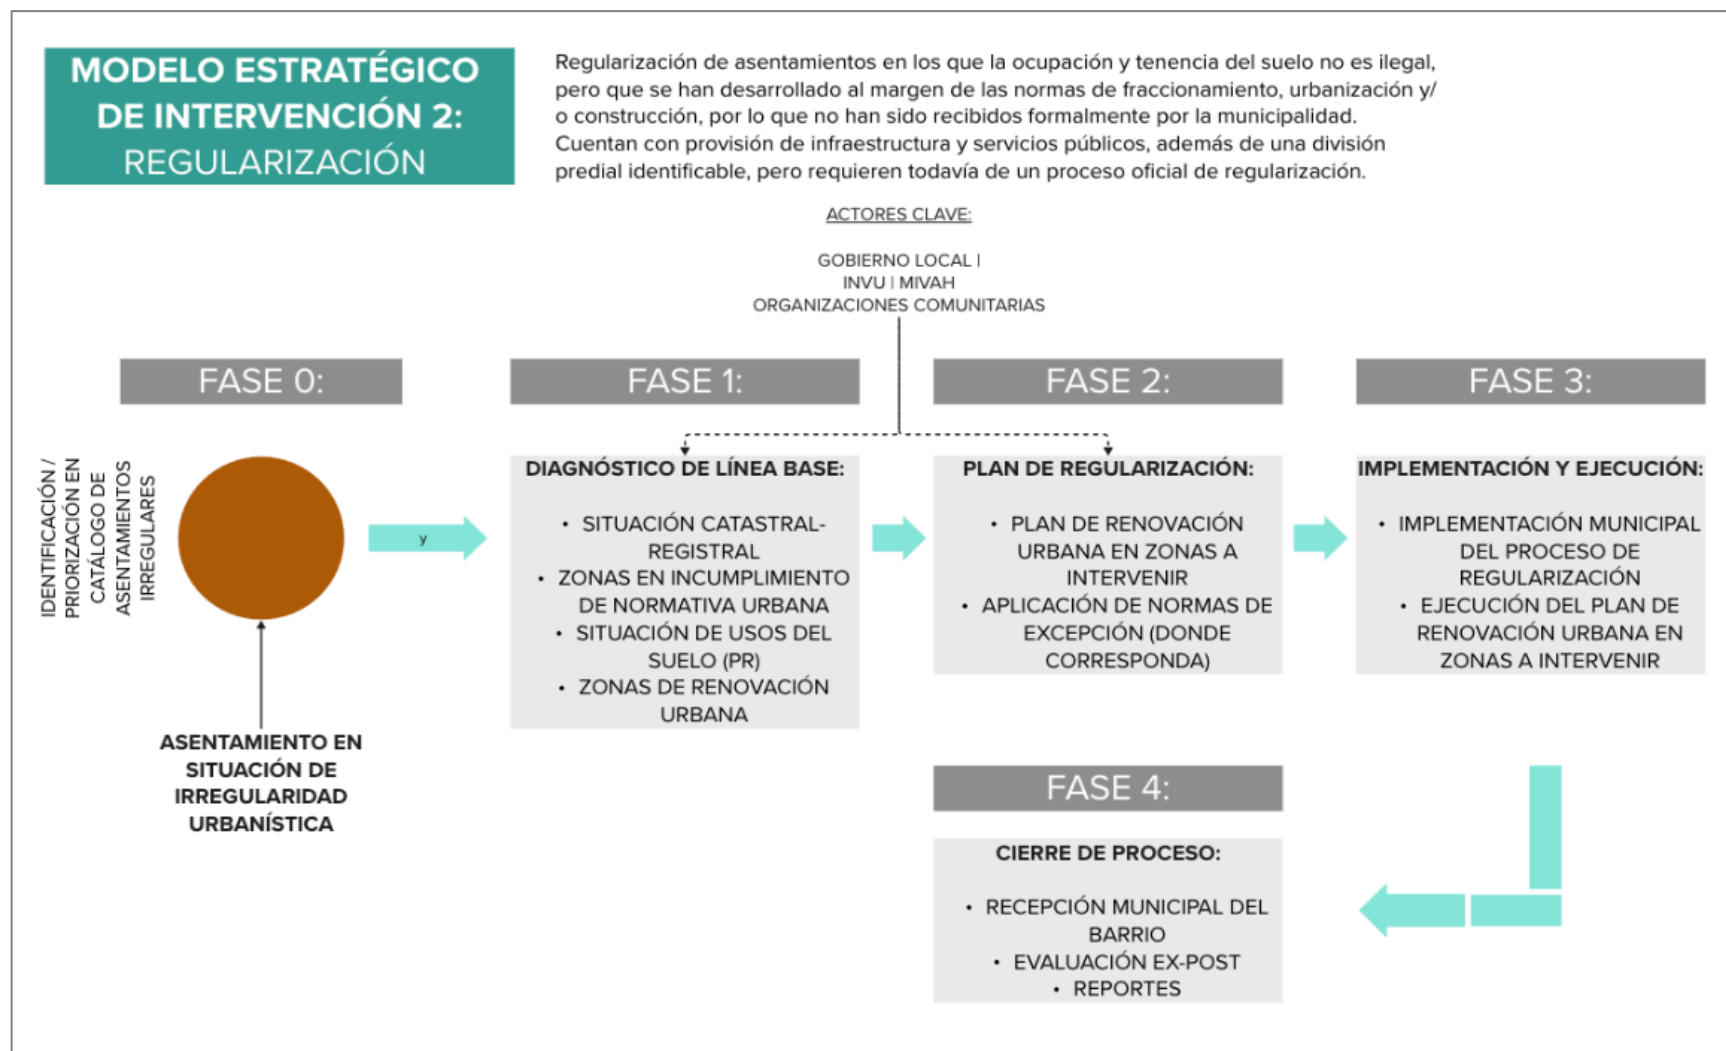 MODELO ESTRATÉGICO
DE INTERVENCIÓN 2:
REGULARIZACIÓN
Regularización de asentamientos en los que la ocupación y tenencia del suelo no es ilegal,
pero que se han desarrollado al margen de las normas de fraccionamiento, urbanización y/
o construcción, por lo que no han sido recibidos formalmente por la municipalidad.
Cuentan con provisión de infraestructura y servicios públicos, además de una división
predial identificable, pero requieren todavía de un proceso oficial de regularización.
ACTORES CLAVE:
GOBIERNO LOCAL |
INVU | MIVAH
ORGANIZACIONES COMUNITARIAS
FASE 0:
IDENTIFICACIÓN /
PRIORIZACIÓN EN
CATÁLOGO DE
ASENTAMIENTOS
IRREGULARES
ASENTAMIENTO EN
SITUACIÓN DE
IRREGULARIDAD
URBANÍSTICA
y
FASE 1:
DIAGNÓSTICO DE LÍNEA BASE:
• SITUACIÓN CATASTRAL-
REGISTRAL
• ZONAS EN INCUMPLIMIENTO
DE NORMATIVA URBANA
• SITUACIÓN DE USOS DEL
SUELO (PR)
• ZONAS DE RENOVACIÓN
URBANA
FASE 2:
PLAN DE REGULARIZACIÓN:
• PLAN DE RENOVACIÓN
URBANA EN ZONAS A
INTERVENIR
• APLICACIÓN DE NORMAS DE
EXCEPCIÓN (DONDE
CORRESPONDA)
FASE 3:
IMPLEMENTACIÓN Y EJECUCIÓN:
• IMPLEMENTACIÓN MUNICIPAL
DEL PROCESO DE
REGULARIZACIÓN
• EJECUCIÓN DEL PLAN DE
RENOVACIÓN URBANA EN
ZONAS A INTERVENIR
FASE 4:
CIERRE DE PROCESO:
• RECEPCIÓN MUNICIPAL DEL
BARRIO
• EVALUACIÓN EX-POST
• REPORTES